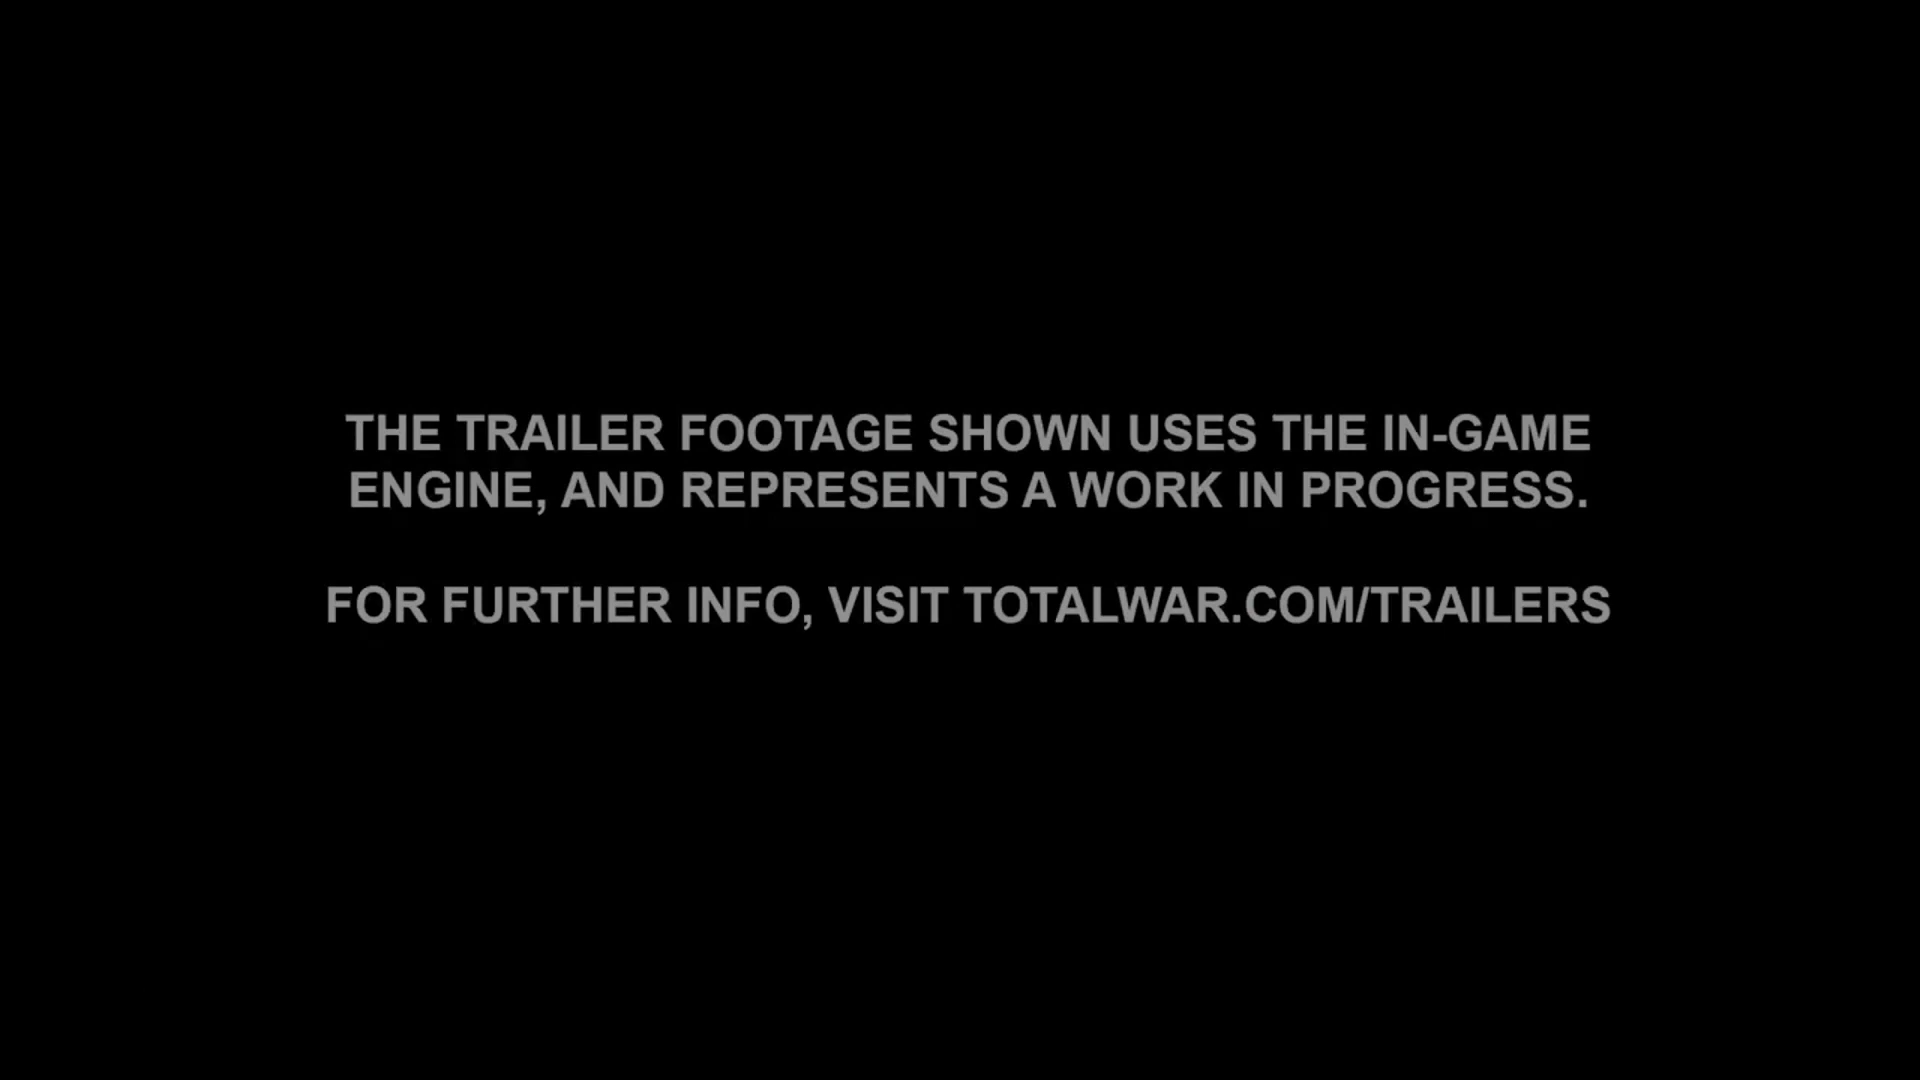 THE TRAILER FOOTAGE SHOWN USES THE IN-GAME
ENGINE, AND REPRESENTS A WORK IN PROGRESS.
FOR FURTHER INFO, VISIT TOTALWAR.COM/TRAILERS